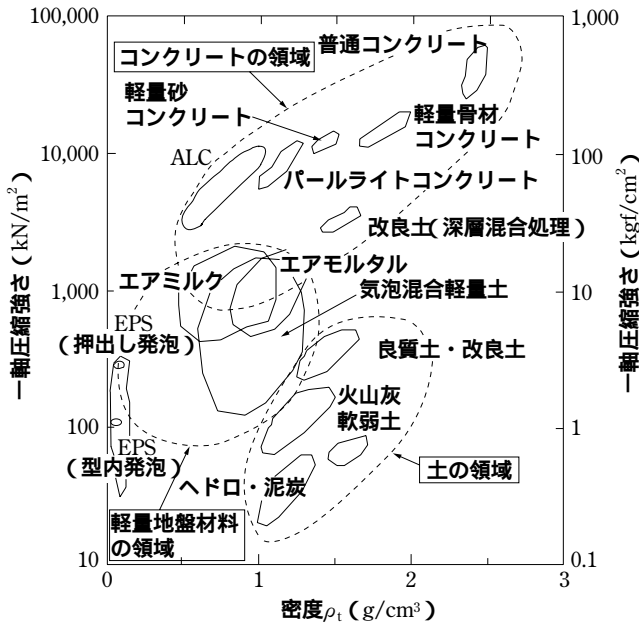 100,000
1,000
普通コンクリート
コンクリートの領域
軽量砂
コンクリート
軽量骨材
コンクリート
ALC
10,000
100
パールライトコンクリート
改良土(深層混合処理)
一軸圧縮強さ(kN/m²)
一軸圧縮強さ(kgf/cm²)
エアミルク
エアモルタル
1,000
気泡混合軽量土
10
EPS
(押出し発泡)
良質土・改良土
火山灰
軟弱土
100
1
EPS
(型内発泡)
ヘドロ・泥炭
土の領域
軽量地盤材料
の領域
10
0.1
0
1
2
3
密度ρt(g/cm³)